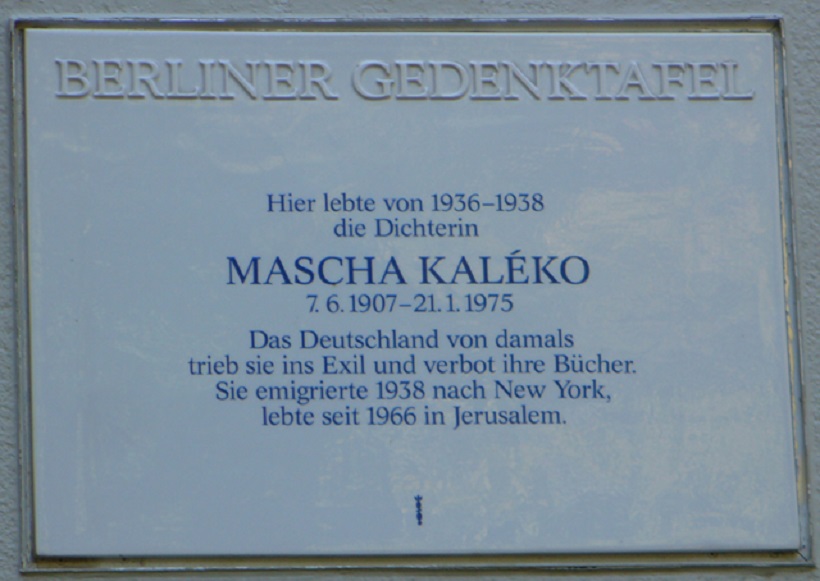 BERLINER GEDENKTAFEL
Hier lebte von 1936–1938
die Dichterin
MASCHA KALÉKO
7. 6. 1907–21. 1. 1975
Das Deutschland von damals
trieb sie ins Exil und verbot ihre Bücher.
Sie emigrierte 1938 nach New York,
lebte seit 1966 in Jerusalem.